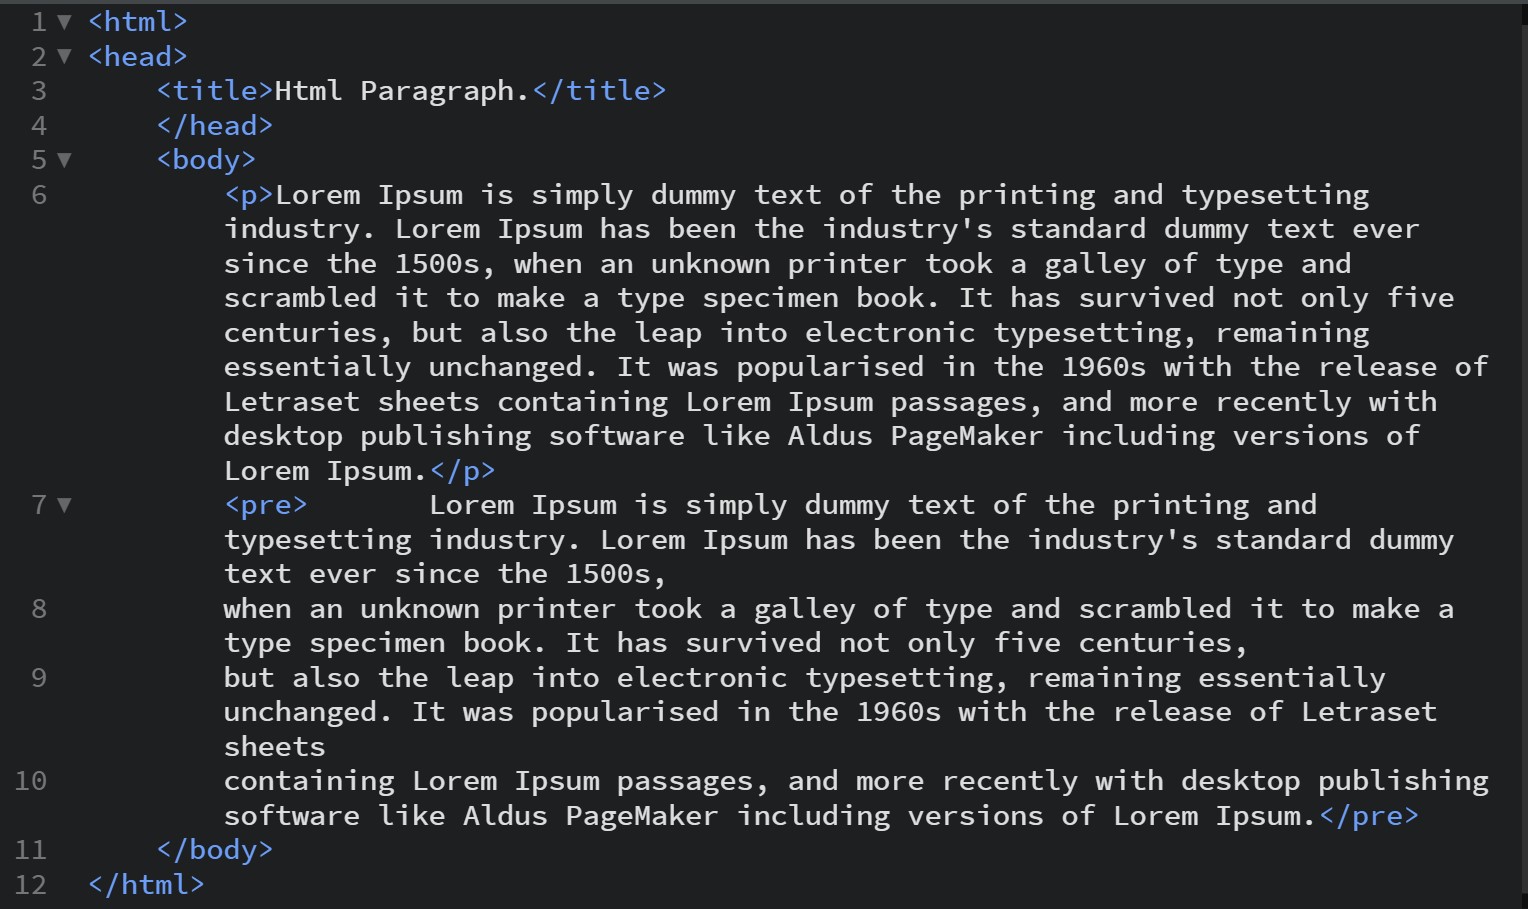 1 ▼ <html>
2 ▼ <head>
3 <title>Html Paragraph.</title>
4 </head>
5 ▼ <body>
6 <p>Lorem Ipsum is simply dummy text of the printing and typesetting
industry. Lorem Ipsum has been the industry's standard dummy text ever
since the 1500s, when an unknown printer took a galley of type and
scrambled it to make a type specimen book. It has survived not only five
centuries, but also the leap into electronic typesetting, remaining
essentially unchanged. It was popularised in the 1960s with the release of
Letraset sheets containing Lorem Ipsum passages, and more recently with
desktop publishing software like Aldus PageMaker including versions of
Lorem Ipsum.</p>
7 ▼ <pre>       Lorem Ipsum is simply dummy text of the printing and
typesetting industry. Lorem Ipsum has been the industry's standard dummy
text ever since the 1500s,
8 when an unknown printer took a galley of type and scrambled it to make a
type specimen book. It has survived not only five centuries,
9 but also the leap into electronic typesetting, remaining essentially
unchanged. It was popularised in the 1960s with the release of Letraset
sheets
10 containing Lorem Ipsum passages, and more recently with desktop publishing
software like Aldus PageMaker including versions of Lorem Ipsum.</pre>
11 </body>
12 </html>